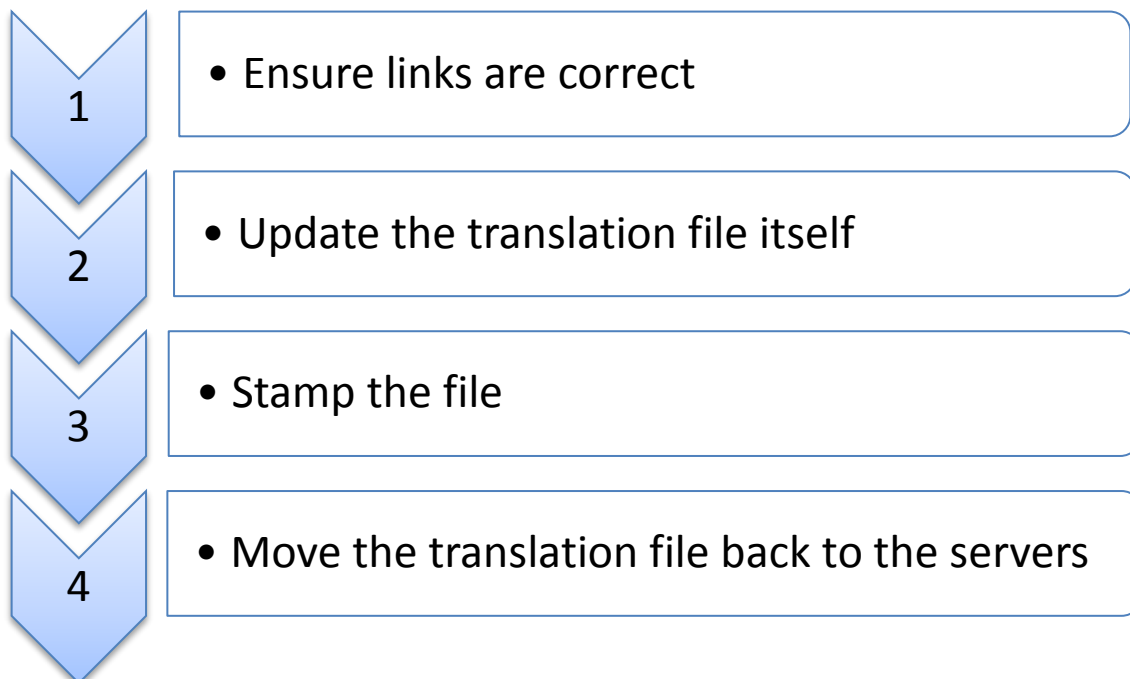 1
• Ensure links are correct
2
• Update the translation file itself
3
• Stamp the file
4
• Move the translation file back to the servers